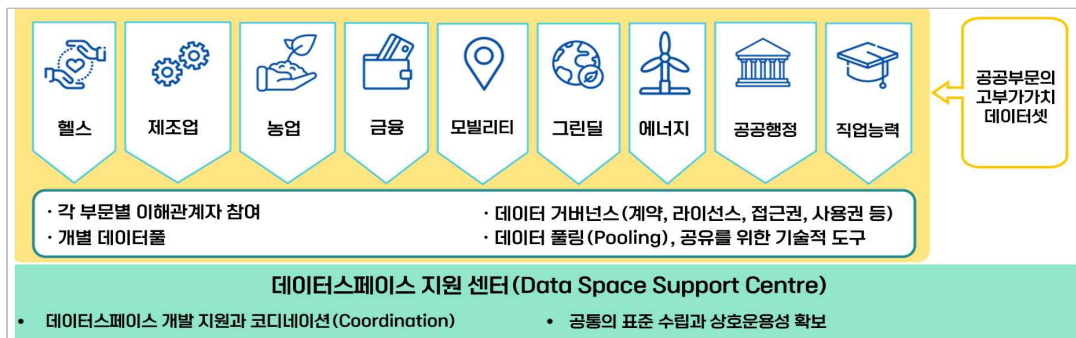 헬스
제조업
농업
금융
모빌리티
그린딜
에너지
공공행정
직업능력
공공부문의
고부가가치
데이터셋
· 각 부문별 이해관계자 참여
· 개별 데이터풀
· 데이터 거버넌스(계약, 라이선스, 접근권, 사용권 등)
· 데이터 풀링(Pooling), 공유를 위한 기술적 도구
데이터스페이스 지원 센터(Data Space Support Centre)
• 데이터스페이스 개발 지원과 코디네이션(Coordination)
• 공통의 표준 수립과 상호운용성 확보